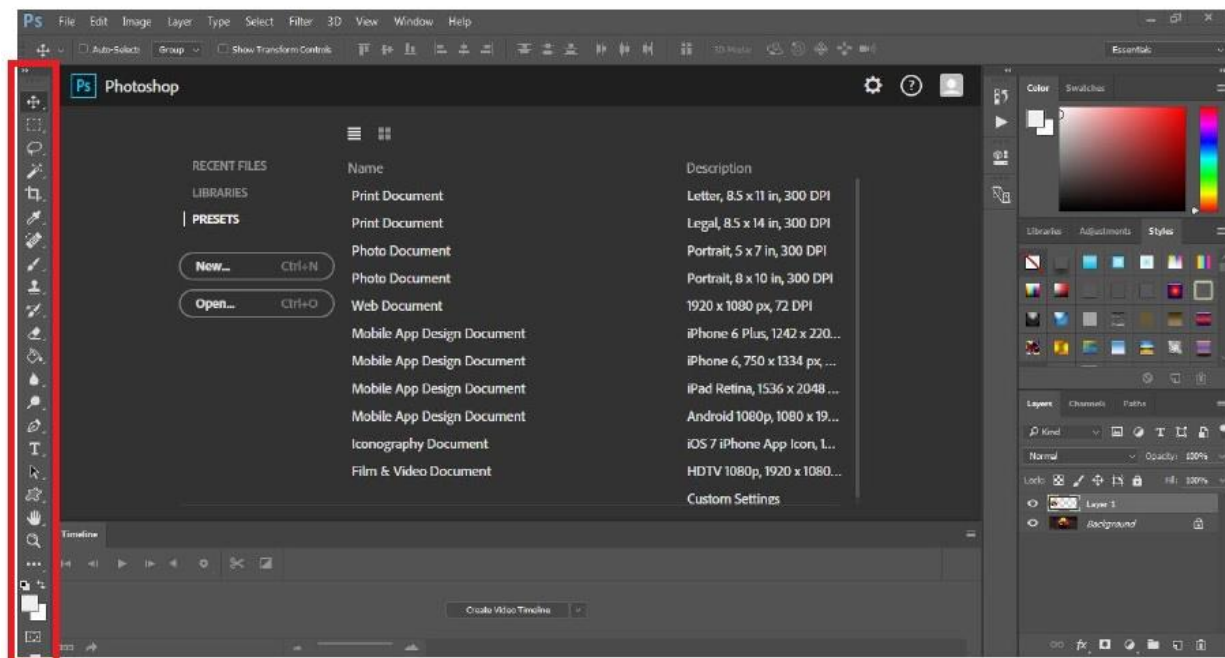 Ps File Edit Image Layer Type Select Filter 3D View Window Help
Auto-Select: Group Show Transform Controls 3D Mode: Essentials
Ps Photoshop
RECENT FILES
LIBRARIES
PRESETS
New... Ctrl+N
Open... Ctrl+O
Name Description
Print Document Letter, 8.5 x 11 in, 300 DPI
Print Document Legal, 8.5 x 14 in, 300 DPI
Photo Document Portrait, 5 x 7 in, 300 DPI
Photo Document Portrait, 8 x 10 in, 300 DPI
Web Document 1920 x 1080 px, 72 DPI
Mobile App Design Document iPhone 6 Plus, 1242 x 220...
Mobile App Design Document iPhone 6, 750 x 1334 px, ...
Mobile App Design Document iPad Retina, 1536 x 2048 ...
Mobile App Design Document Android 1080p, 1080 x 19...
Iconography Document iOS 7 iPhone App Icon, 1...
Film & Video Document HDTV 1080p, 1920 x 1080...
Custom Settings
Timeline
Create Video Timeline
Color Swatches
Libraries Adjustments Styles
Layers Channels Paths
Kind
Normal Opacity: 100%
Lock: Fill: 100%
Layer 1
Background